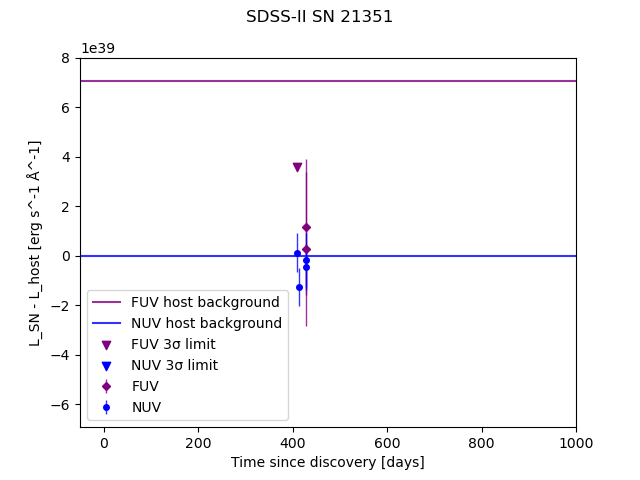 SDSS-II SN 21351
1e39
8
6
4
2
0
−2
−4
−6
L_SN - L_host [erg s^-1 Å^-1]
FUV host background
NUV host background
FUV 3σ limit
NUV 3σ limit
FUV
NUV
0 200 400 600 800 1000
Time since discovery [days]